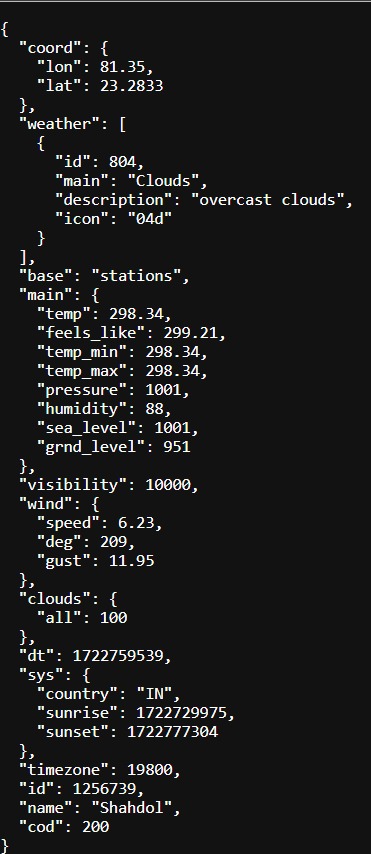 {
  "coord": {
    "lon": 81.35,
    "lat": 23.2833
  },
  "weather": [
    {
      "id": 804,
      "main": "Clouds",
      "description": "overcast clouds",
      "icon": "04d"
    }
  ],
  "base": "stations",
  "main": {
    "temp": 298.34,
    "feels_like": 299.21,
    "temp_min": 298.34,
    "temp_max": 298.34,
    "pressure": 1001,
    "humidity": 88,
    "sea_level": 1001,
    "grnd_level": 951
  },
  "visibility": 10000,
  "wind": {
    "speed": 6.23,
    "deg": 209,
    "gust": 11.95
  },
  "clouds": {
    "all": 100
  },
  "dt": 1722759539,
  "sys": {
    "country": "IN",
    "sunrise": 1722729975,
    "sunset": 1722777304
  },
  "timezone": 19800,
  "id": 1256739,
  "name": "Shahdol",
  "cod": 200
}